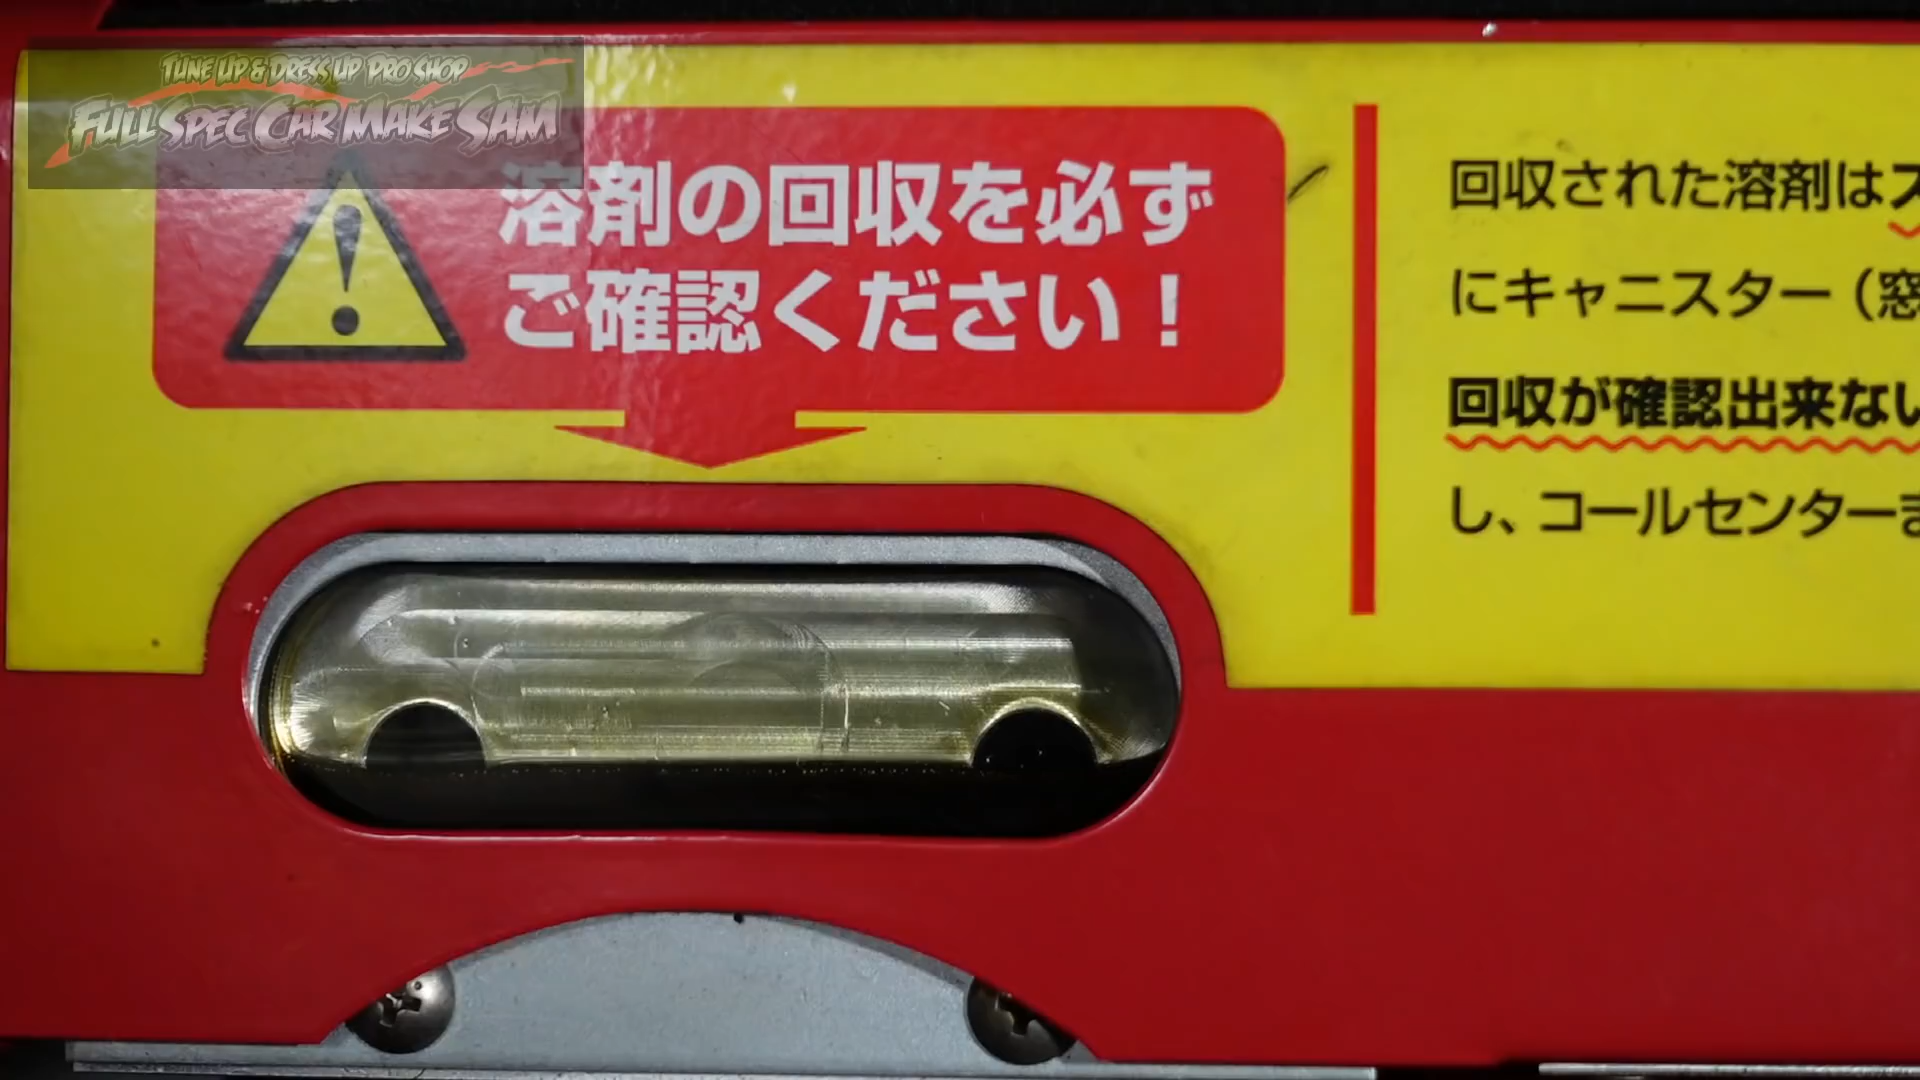 TUNE UP & DRESS UP PRO SHOP
FULL SPEC CAR MAKE SAM
溶剤の回収を必ず
ご確認ください！
回収された溶剤はス
にキャニスター（窓
回収が確認出来ない
し、コールセンターま